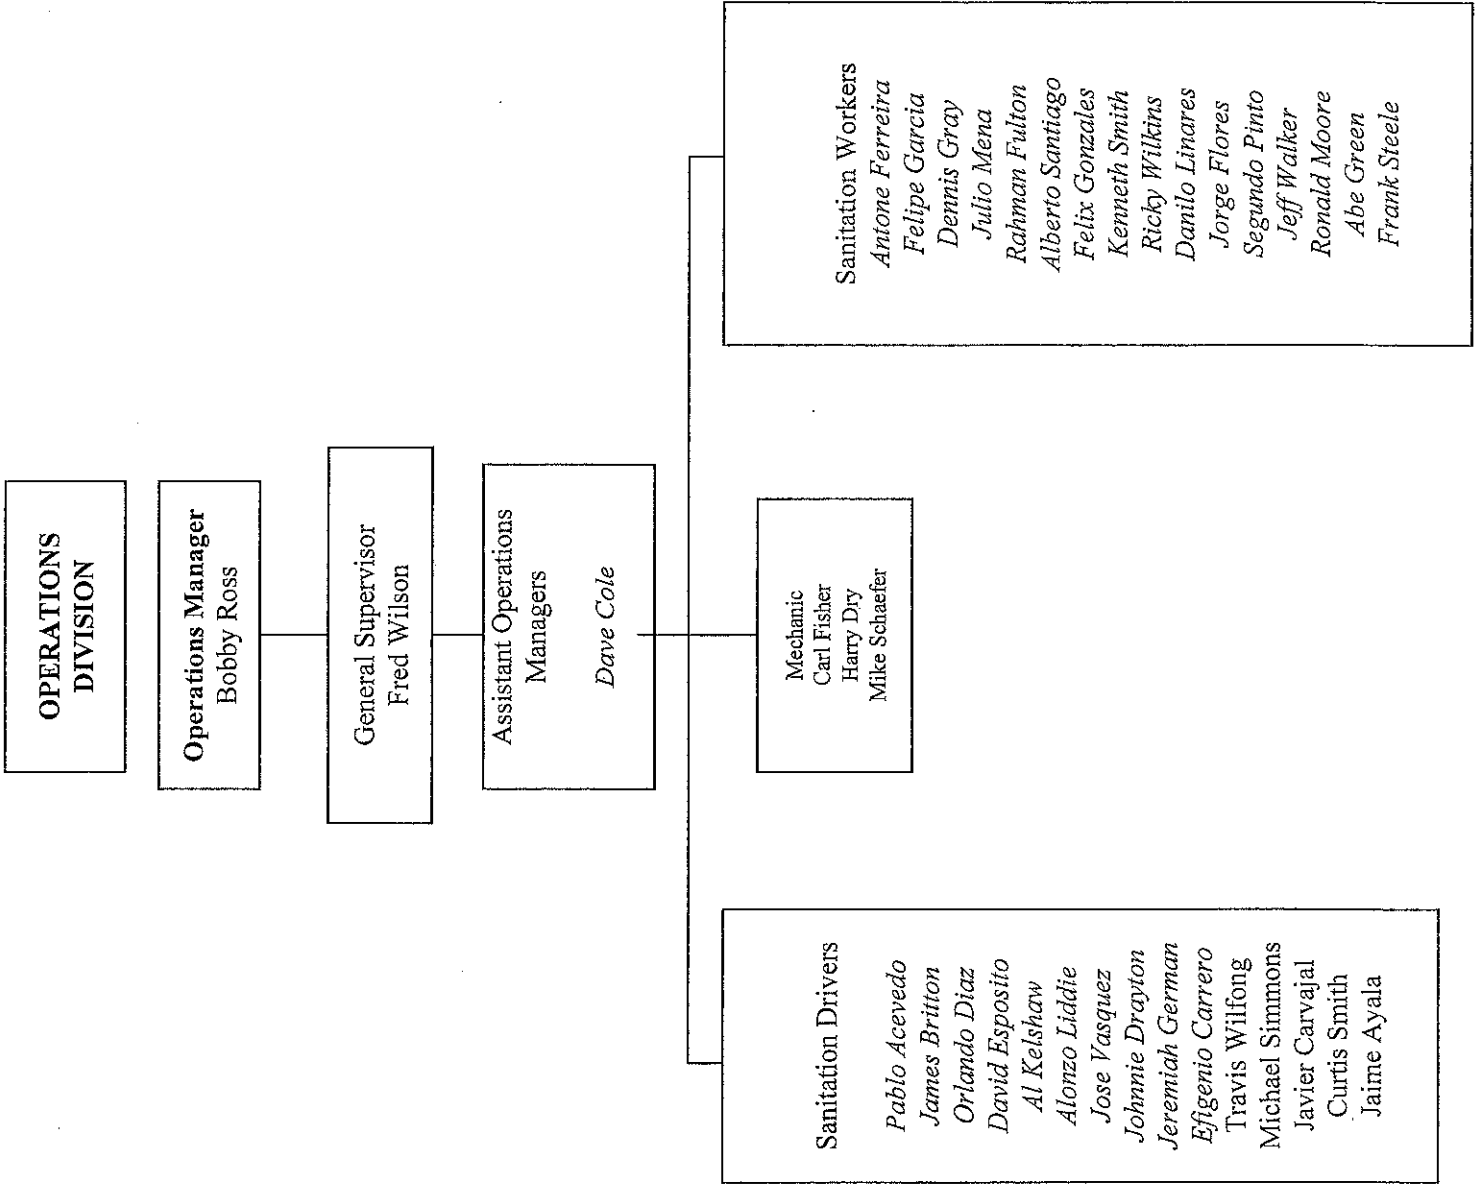 OPERATIONS
DIVISION
Operations Manager
Bobby Ross
General Supervisor
Fred Wilson
Assistant Operations
Managers
Dave Cole
Sanitation Drivers
Pablo Acevedo
James Britton
Orlando Diaz
David Esposito
Al Kelshaw
Alonzo Liddie
Jose Vasquez
Johnnie Drayton
Jeremiah German
Efigenio Carrero
Travis Wilfong
Michael Simmons
Javier Carvajal
Curtis Smith
Jaime Ayala
Mechanic
Carl Fisher
Harry Dry
Mike Schaefer
Sanitation Workers
Antone Ferreira
Felipe Garcia
Dennis Gray
Julio Mena
Rahman Fulton
Alberto Santiago
Felix Gonzales
Kenneth Smith
Ricky Wilkins
Danilo Linares
Jorge Flores
Segundo Pinto
Jeff Walker
Ronald Moore
Abe Green
Frank Steele